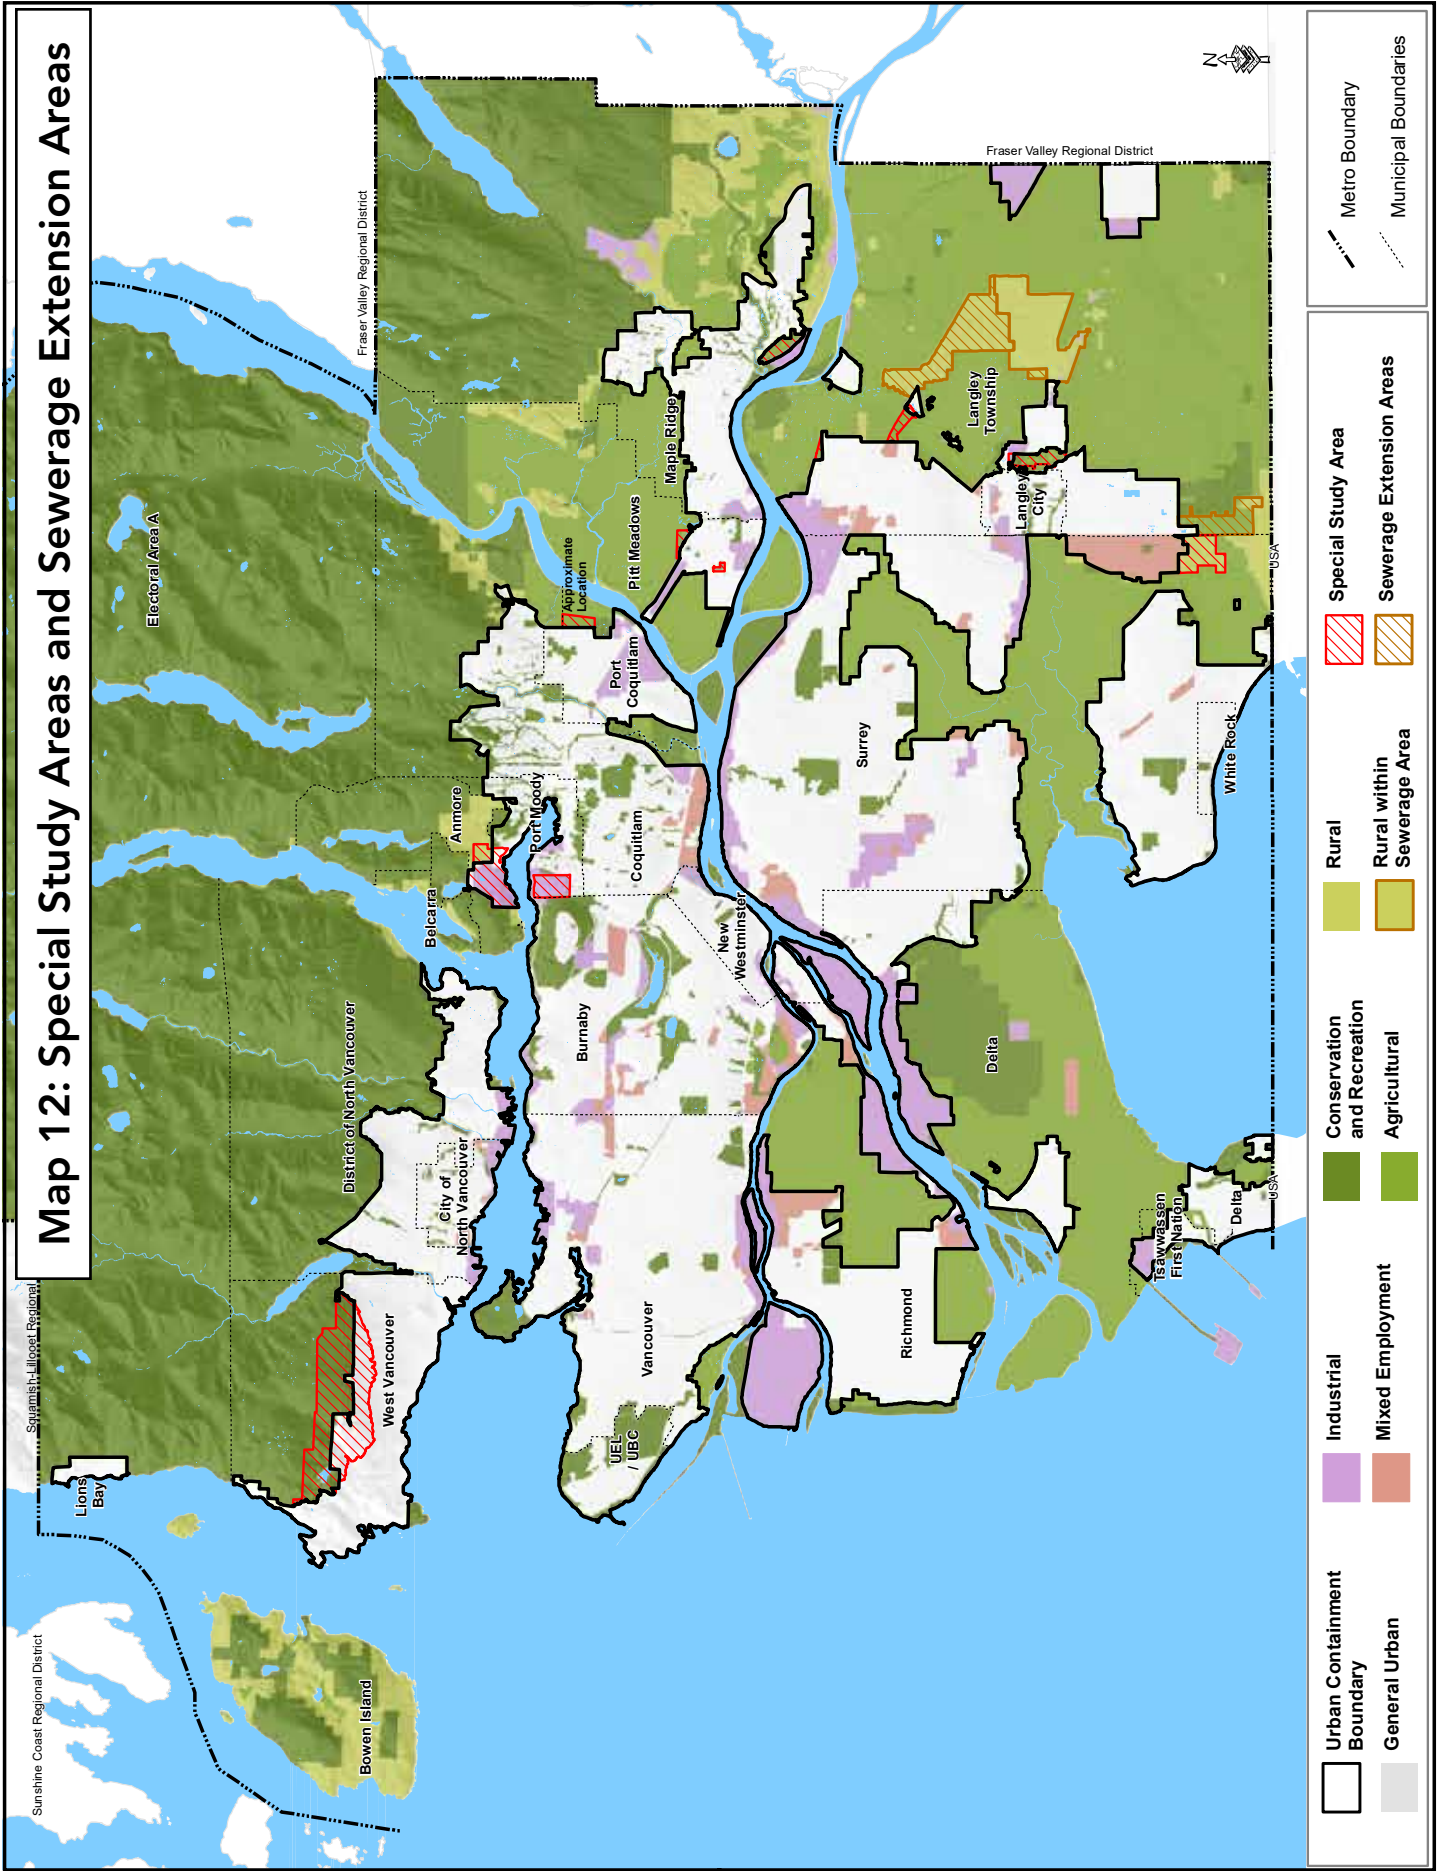 Map 12: Special Study Areas and Sewerage Extension Areas
Sunshine Coast Regional District
Squamish-Lillooet Regional
Fraser Valley Regional District
Fraser Valley Regional District
N
Lions
Bay
Bowen Island
West Vancouver
District of North Vancouver
City of
North Vancouver
Electoral Area A
Belcarra
Anmore
Port Moody
Coquitlam
Port
Coquitlam
Approximate
Location
Pitt Meadows
Maple Ridge
UEL
/ UBC
Vancouver
Burnaby
New
Westminster
Richmond
Delta
Surrey
Langley
Township
Langley
City
White Rock
Tsawwassen
First Nation
Delta
USA
USA
Urban Containment
Boundary
General Urban
Industrial
Mixed Employment
Conservation
and Recreation
Agricultural
Rural
Rural within
Sewerage Area
Special Study Area
Sewerage Extension Areas
Metro Boundary
Municipal Boundaries